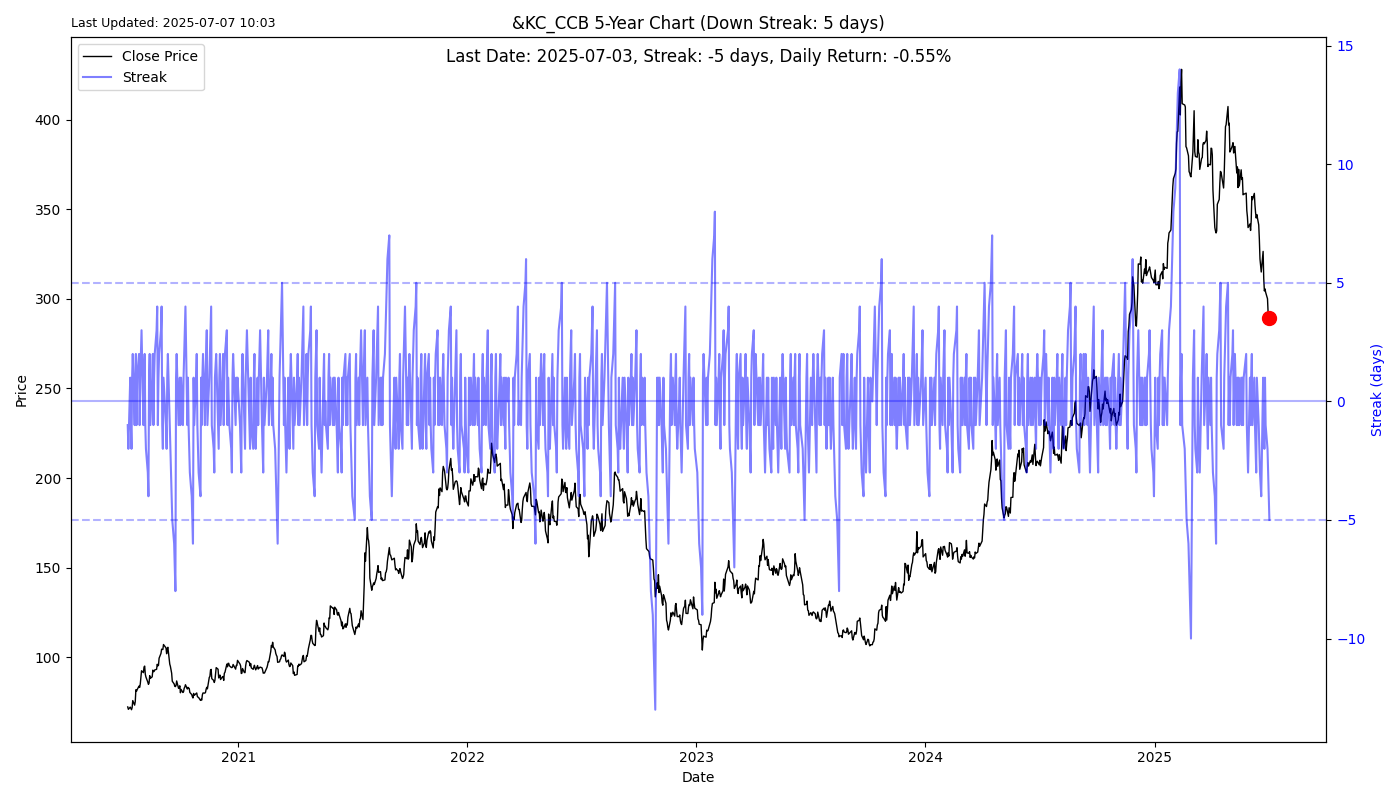 Last Updated: 2025-07-07 10:03
&KC_CCB 5-Year Chart (Down Streak: 5 days)
Last Date: 2025-07-03, Streak: -5 days, Daily Return: -0.55%
Close Price
Streak
400
350
300
250
200
150
100
Price
15
10
5
0
−5
−10
Streak (days)
2021
2022
2023
2024
2025
Date